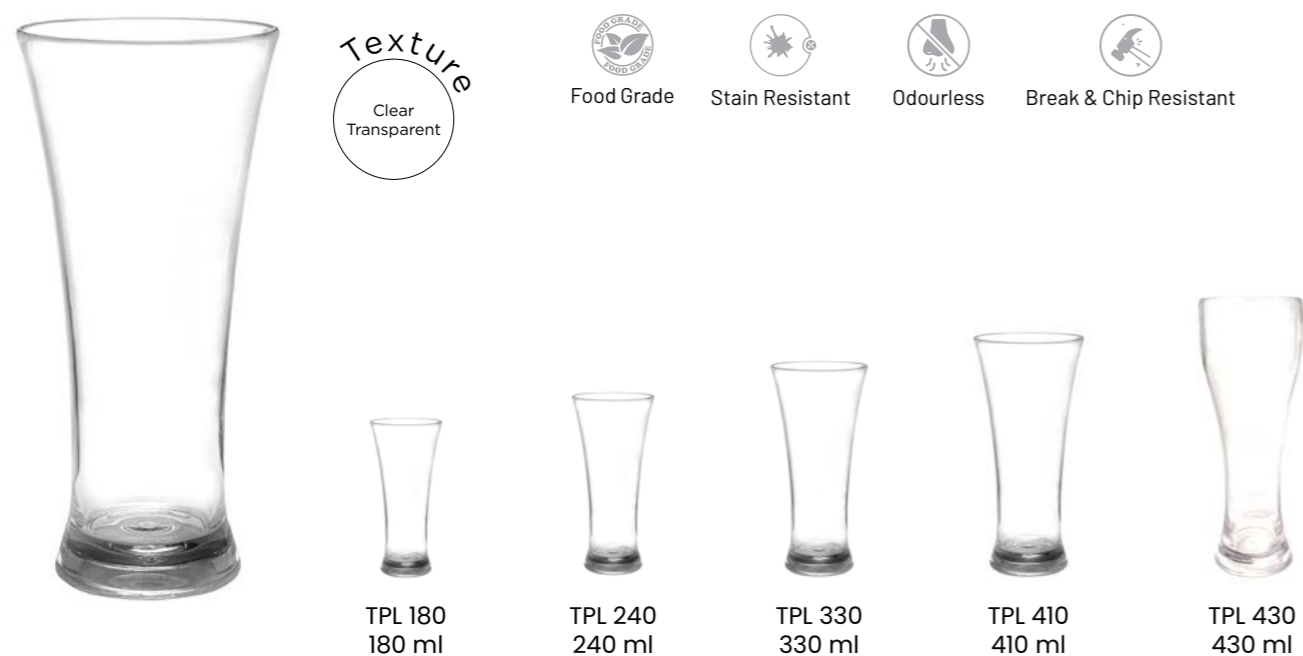 Texture
Clear
Transparent
FOOD GRADE
FOOD GRADE
Food Grade
Stain Resistant
Odourless
Break & Chip Resistant
TPL 180
180 ml
TPL 240
240 ml
TPL 330
330 ml
TPL 410
410 ml
TPL 430
430 ml